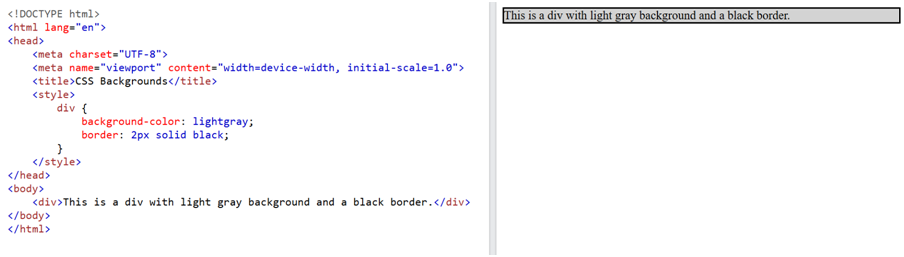 <!DOCTYPE html>
<html lang="en">
<head>
    <meta charset="UTF-8">
    <meta name="viewport" content="width=device-width, initial-scale=1.0">
    <title>CSS Backgrounds</title>
    <style>
        div {
            background-color: lightgray;
            border: 2px solid black;
        }
    </style>
</head>
<body>
    <div>This is a div with light gray background and a black border.</div>
</body>
</html>
This is a div with light gray background and a black border.